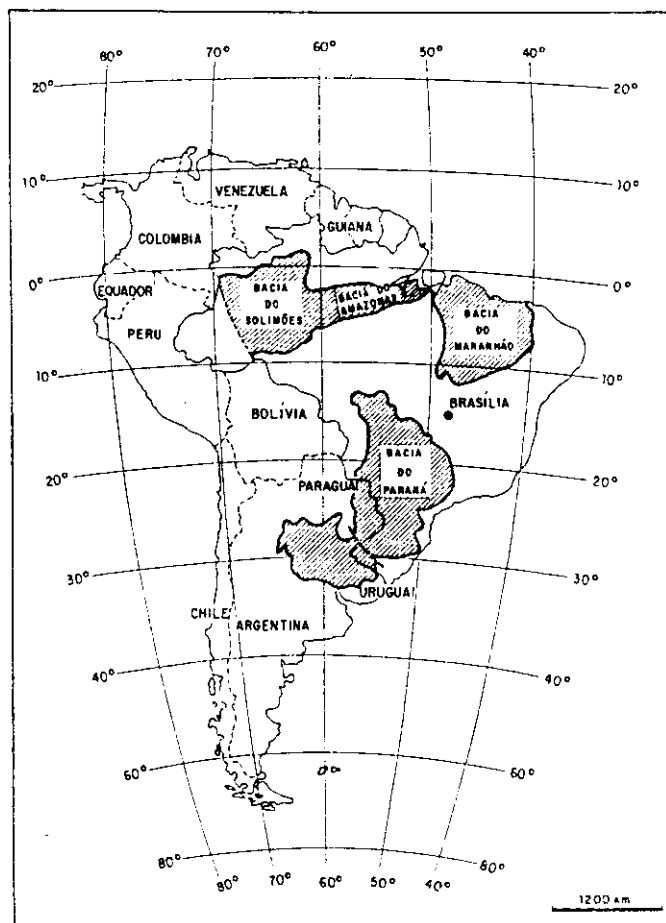 80° 70° 60° 50° 40°
20° 20°
10° 10°
VENEZUELA
GUIANA
COLOMBIA
0° 0°
EQUADOR
BACIA
DO
SOLIMÕES
BACIA DO
AMAZONAS
BACIA
DO
MARANHÃO
PERU
10° 10°
BRASÍLIA
BOLÍVIA
BACIA
DO
PARANÁ
20° 20°
PARAGUAI
30° 30°
URUGUAI
CHILE
ARGENTINA
40° 40°
60° 60°
80° 80°
80° 70° 60° 50° 40°
1200 km